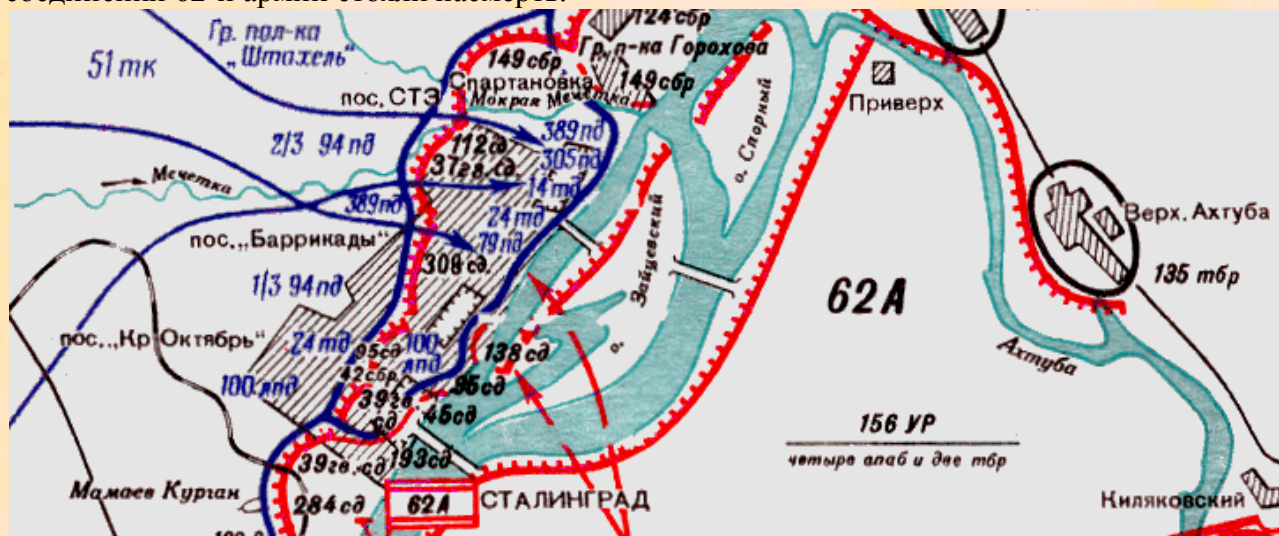 соединений 62-й армии стояли насмерть.
124 сбр
Гр. пол-ка
„Штахель“
Гр. п-ка Горохова
149 сбр
51 тк
Спартановка
149 сбр
пос. СТЗ
Мокрая Мечетка
Приверх
о. Спорный
389 пд
2/3 94 пд
112 сд
305 пд
37 гв. сд.
14 тд
Мечетка
389 пд
24 тд
Верх. Ахтуба
79 пд
пос. „Баррикады“
308 сд.
Зайцевский
о.
135 тбр
1/3 94 пд
62А
пос. „Кр Октябрь“
24 тд
95 сд
100 лпд
138 сд
Ахтуба
42 сбр
100 лпд
95 сд
39 гв. сд
45 сд
156 УР
четыре апаб и две тбр
39 гв. сд
193 сд
Мамаев Курган
284 сд
62А
СТАЛИНГРАД
Киляковский